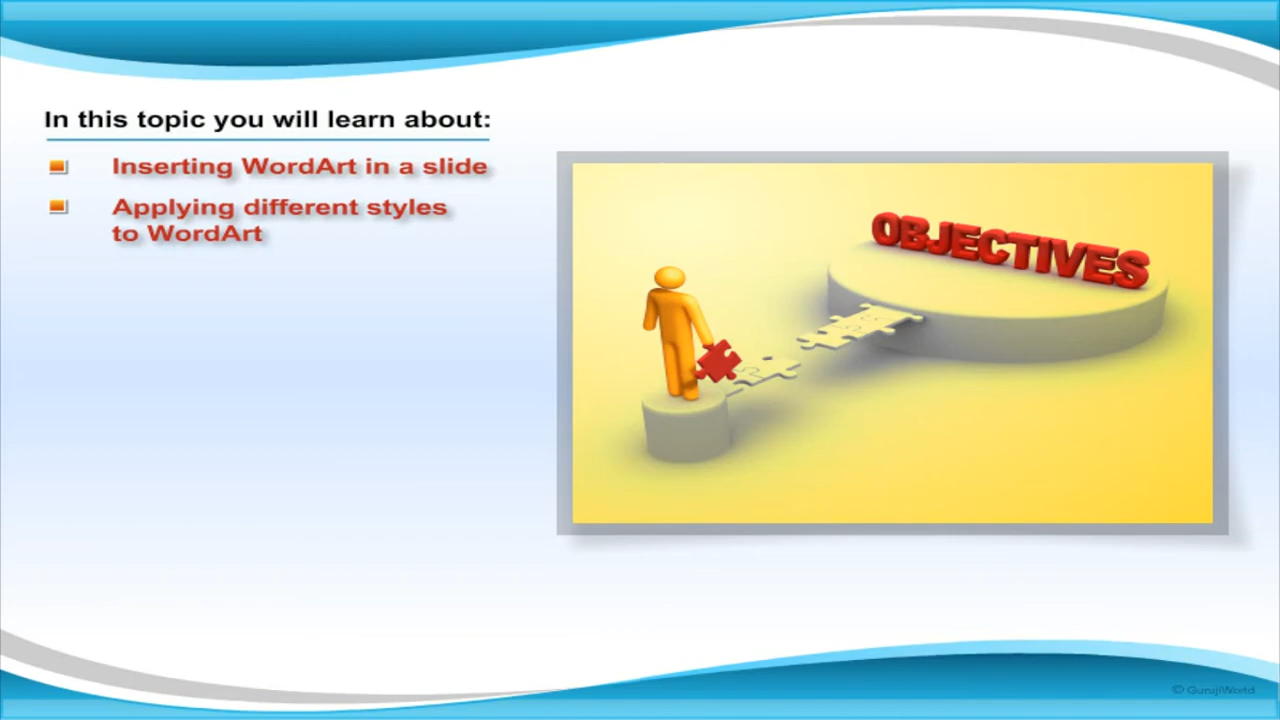 In this topic you will learn about:
Inserting WordArt in a slide
Applying different styles
to WordArt
OBJECTIVES
© GurujiWorld